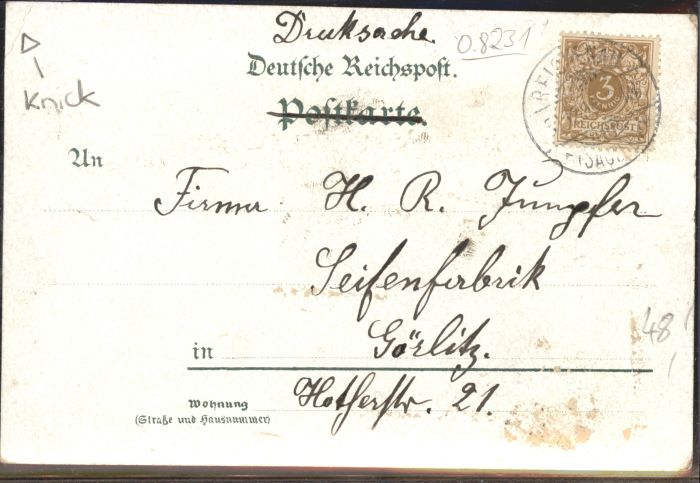 Drucksache.
0.8231
Deutsche Reichspost.
Postkarte.
Knick
3
REICHSPOST
An
Firma H. R. Jumpfer
Seifenfabrik
in Görlitz.
48
Wohnung
(Straße und Hausnummer)
Hotherstr. 21.